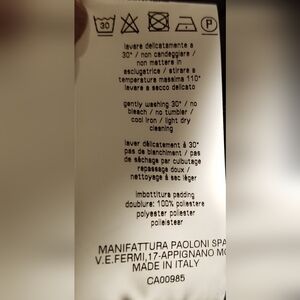 30 P
lavare delicatamente a
30° / non candeggiare /
non mettere in
asciugatrice / stirare a
temperatura massima 110°
lavare a secco delicato
gently washing 30° / no
bleach / no tumbler /
cool iron / light dry
cleaning
laver délicatement à 30°
pas de blanchiment / pas
de séchage par culbutage
repassage doux /
nettoyage à sec léger
imbottitura padding
doublure: 100% poliestere
polyester polyester
poliéster
MANIFATTURA PAOLONI SPA
V.E.FERMI,17-APPIGNANO
MADE IN ITALY
CA00985